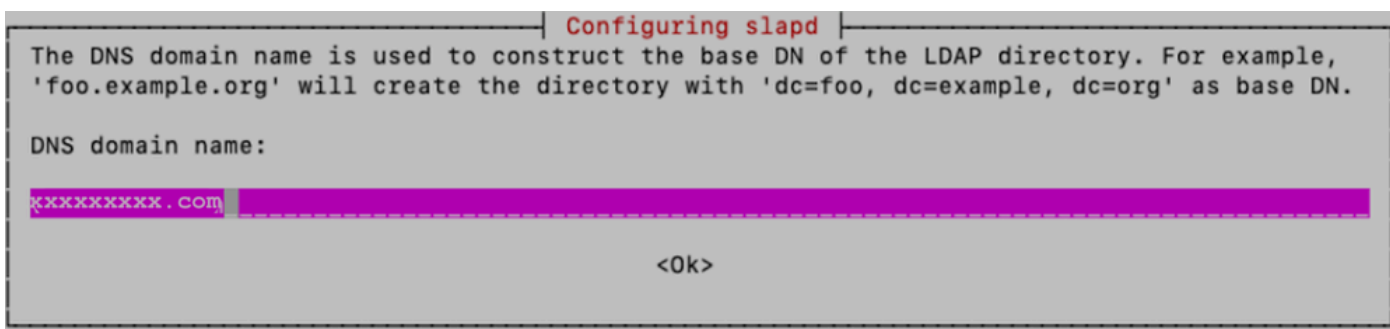 Configuring slapd
The DNS domain name is used to construct the base DN of the LDAP directory. For example,
'foo.example.org' will create the directory with 'dc=foo, dc=example, dc=org' as base DN.
DNS domain name:
xxxxxxxxxx.com
<Ok>